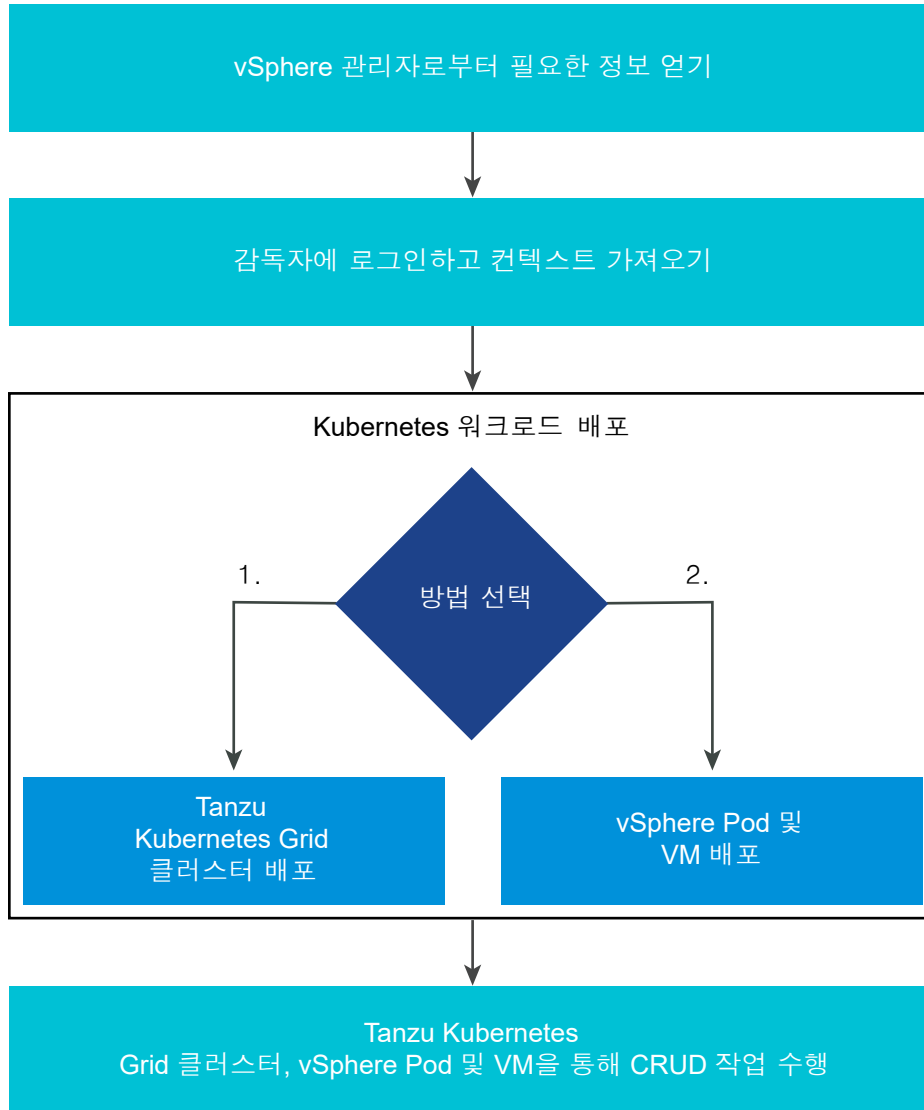 vSphere 관리자로부터 필요한 정보 얻기
감독자에 로그인하고 컨텍스트 가져오기
Kubernetes 워크로드 배포
방법 선택
1.
2.
Tanzu
Kubernetes Grid
클러스터 배포
vSphere Pod 및
VM 배포
Tanzu Kubernetes
Grid 클러스터, vSphere Pod 및 VM을 통해 CRUD 작업 수행